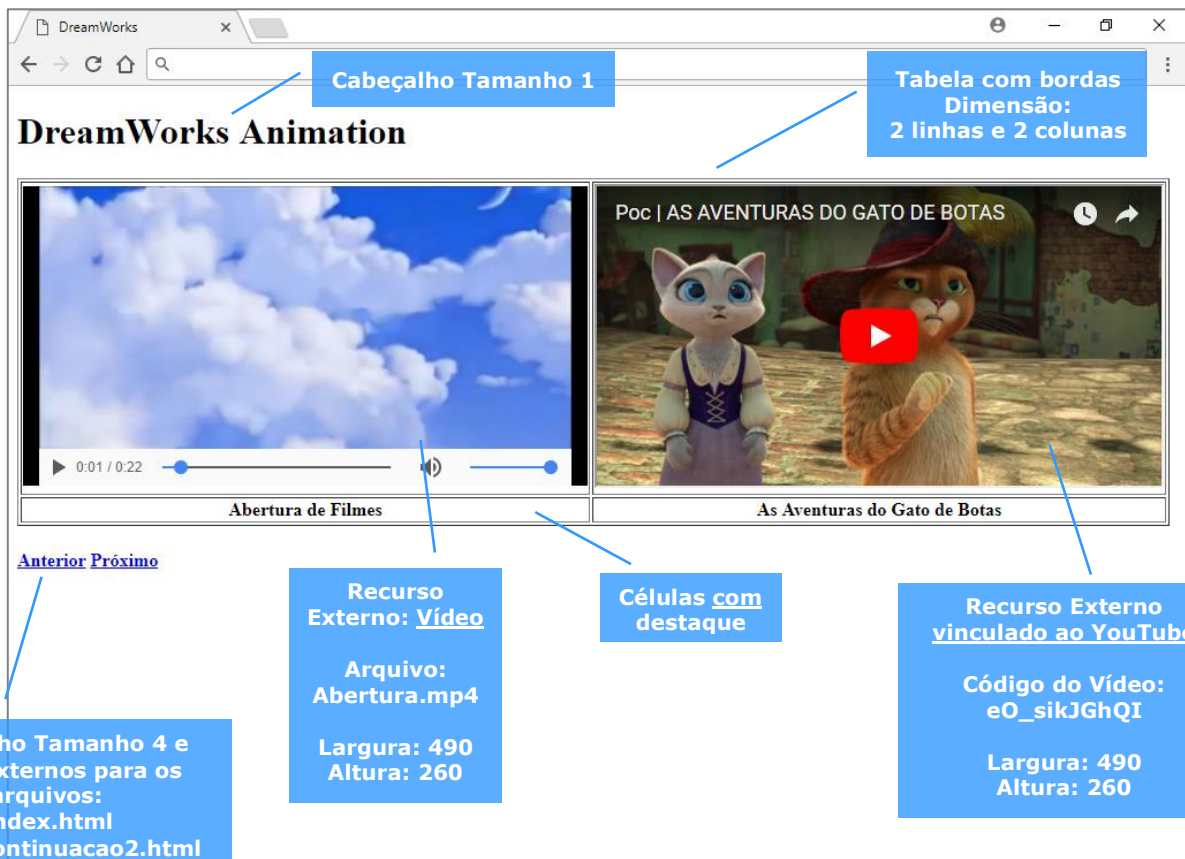 DreamWorks
Cabeçalho Tamanho 1
Tabela com bordas
Dimensão:
2 linhas e 2 colunas
DreamWorks Animation
Poc | AS AVENTURAS DO GATO DE BOTAS
0:01 / 0:22
Abertura de Filmes
As Aventuras do Gato de Botas
Anterior Próximo
Recurso
Externo: Vídeo
Arquivo:
Abertura.mp4
Largura: 490
Altura: 260
Células com
destaque
Recurso Externo
vinculado ao YouTube
Código do Vídeo:
eO_sikJGhQI
Largura: 490
Altura: 260
Tamanho 4 e
para os
arquivos:
index.html
continuacao2.html